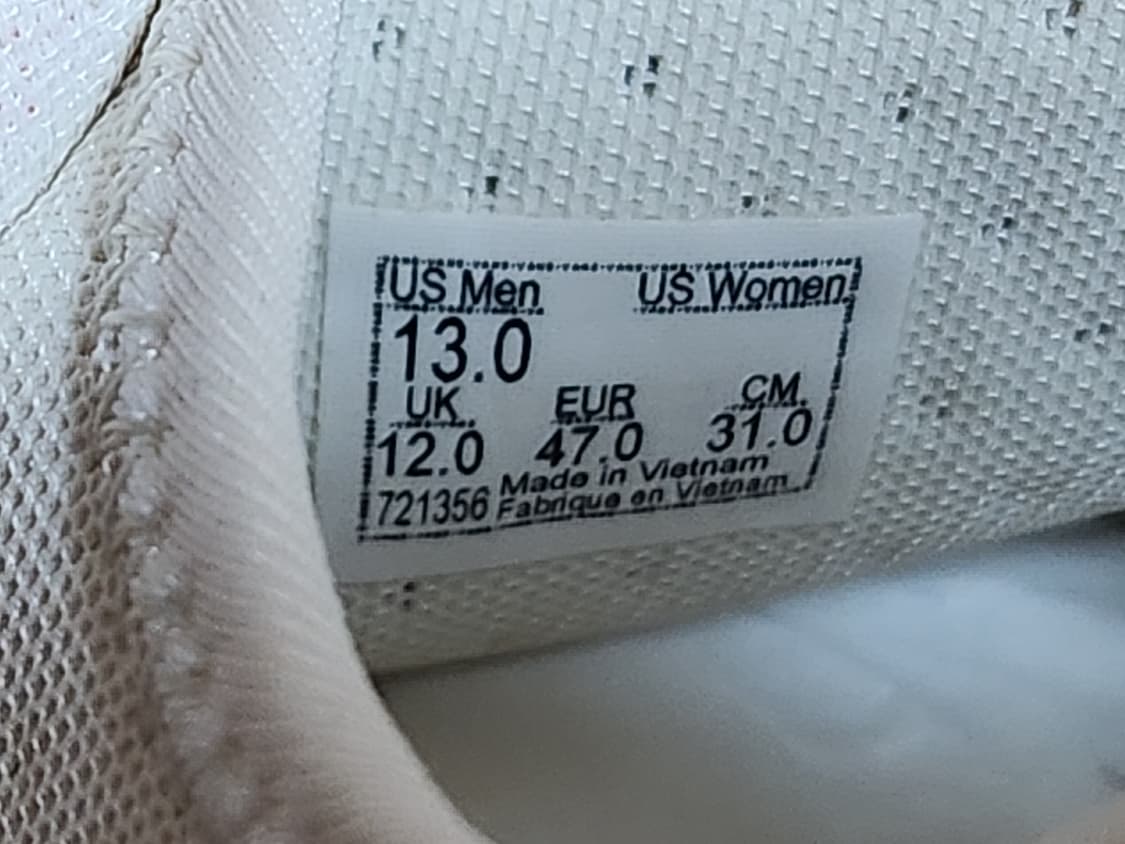 US Men US Women
13.0
UK EUR CM
12.0 47.0 31.0
Made in Vietnam
721356 Fabrique en Vietnam